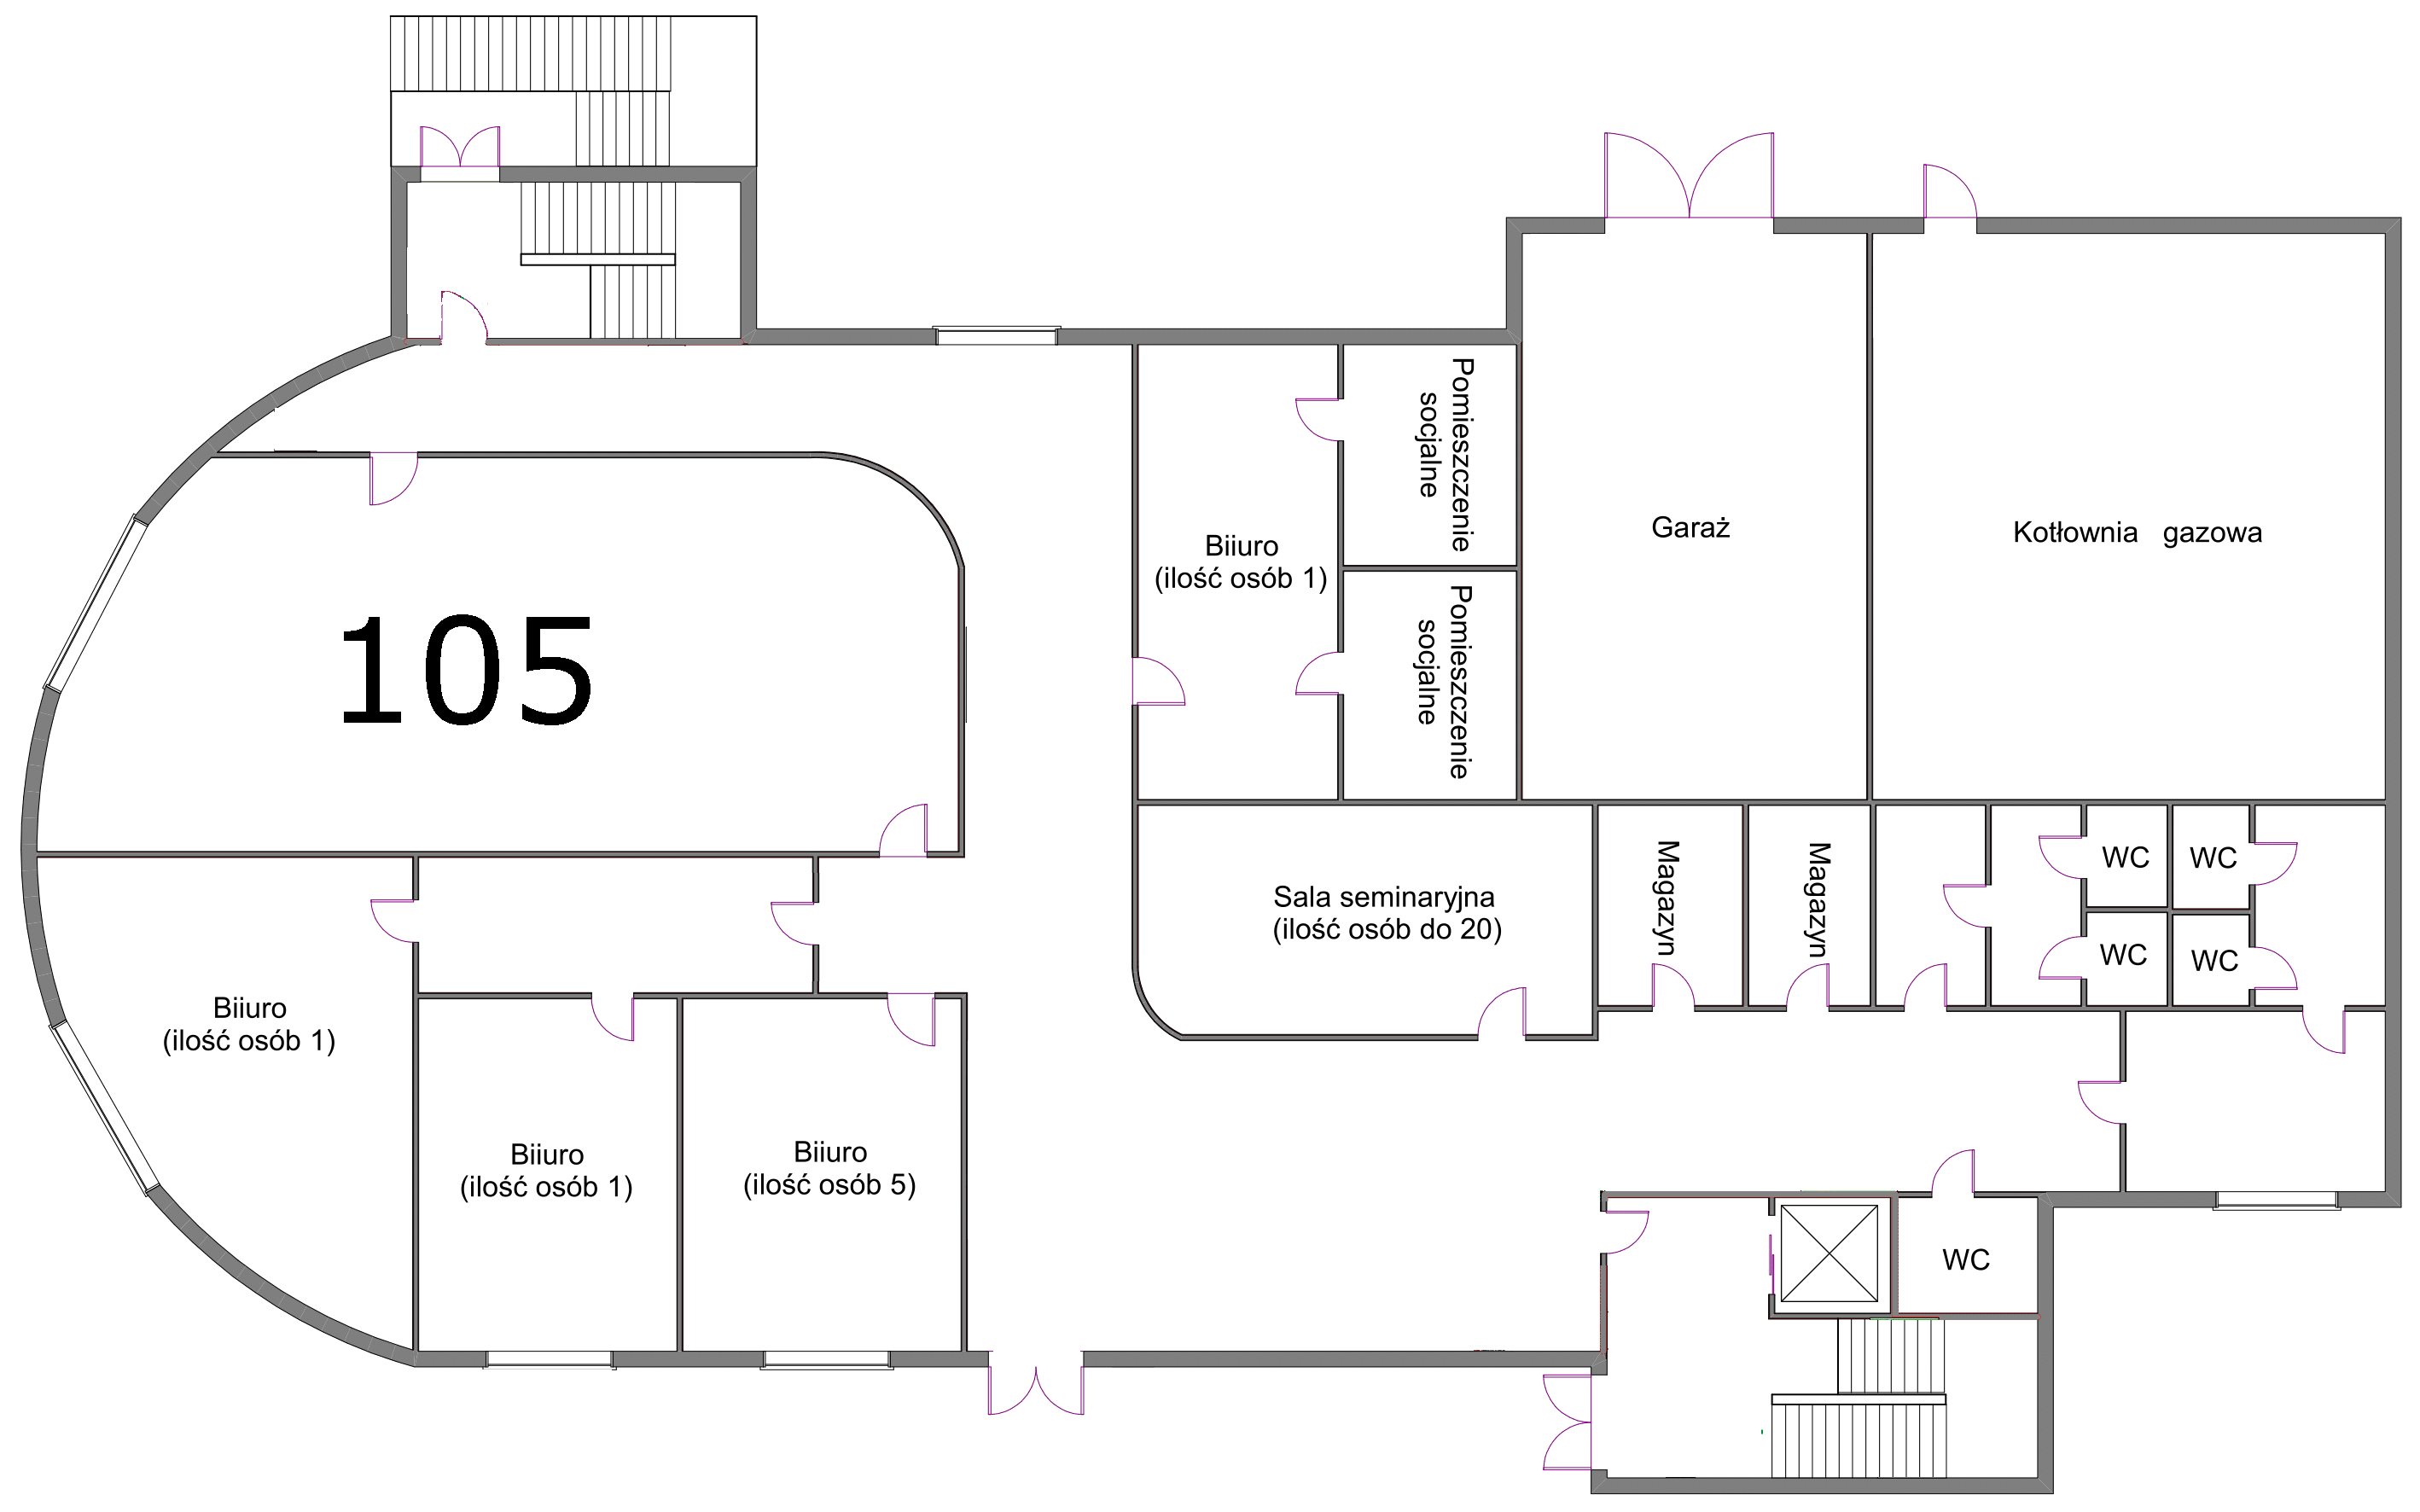 Pomieszczenie
socjalne
Garaż
Kotłownia gazowa
Biiuro
(ilość osób 1)
105
Pomieszczenie
socjalne
Magazyn
Magazyn
WC
WC
Sala seminaryjna
(ilość osób do 20)
WC
WC
Biiuro
(ilość osób 1)
Biiuro
(ilość osób 1)
Biiuro
(ilość osób 5)
WC